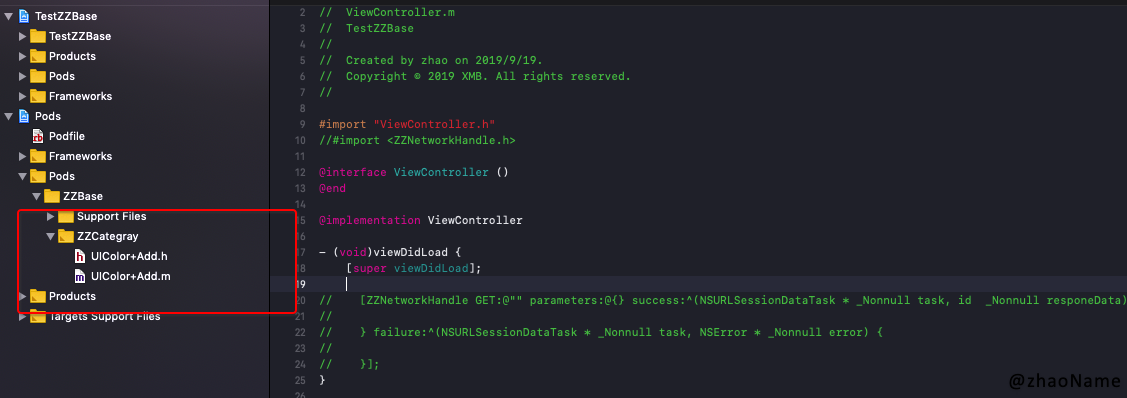 TestZZBase
TestZZBase
Products
Pods
Frameworks
Pods
Podfile
Frameworks
Pods
ZZBase
Support Files
ZZCategray
h UIColor+Add.h
m UIColor+Add.m
Products
Targets Support Files
2 // ViewController.m
3 // TestZZBase
4 //
5 // Created by zhao on 2019/9/19.
6 // Copyright © 2019 XMB. All rights reserved.
7 //
8
9 #import "ViewController.h"
10 //#import <ZZNetworkHandle.h>
11
12 @interface ViewController ()
13 @end
14
15 @implementation ViewController
16
17 - (void)viewDidLoad {
18 [super viewDidLoad];
19
20 // [ZZNetworkHandle GET:@"" parameters:@{} success:^(NSURLSessionDataTask * _Nonnull task, id _Nonnull responeData)
21 //
22 // } failure:^(NSURLSessionDataTask * _Nonnull task, NSError * _Nonnull error) {
23 //
24 // }];
25 }
26
@zhaoName